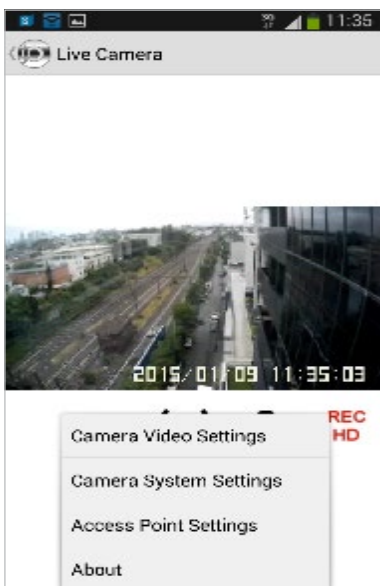 11:35
Live Camera
2015/01/09 11:35:03
REC
HD
Camera Video Settings
Camera System Settings
Access Point Settings
About